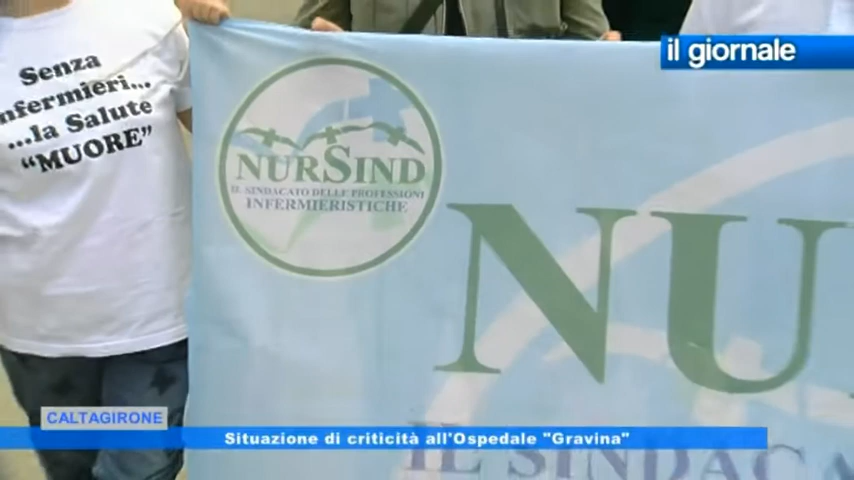 Senza
nfermieri...
...la Salute
"MUORE"
il giornale
NURSIND
IL SINDACATO DELLE PROFESSIONI
INFERMIERISTICHE
NU
IL SINDACA
CALTAGIRONE
Situazione di criticità all'Ospedale "Gravina"